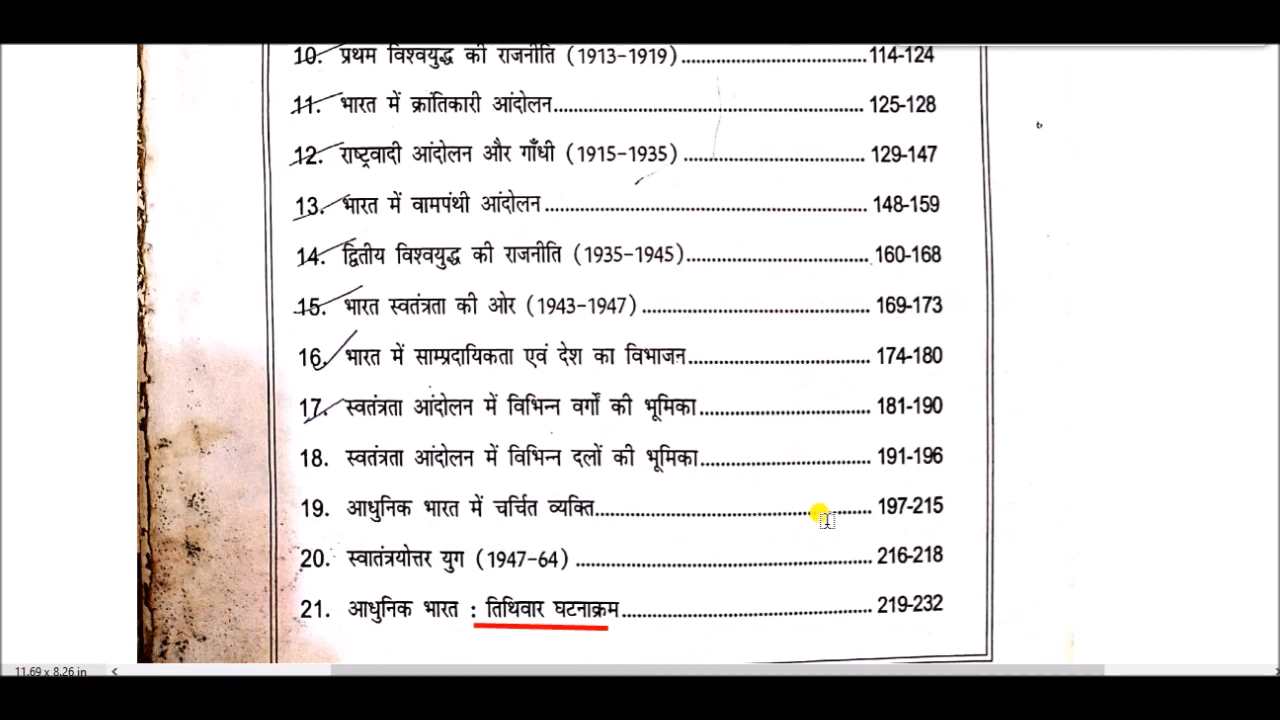 10. प्रथम विश्वयुद्ध की राजनीति (1913-1919)..........................................114-124
11. भारत में क्रांतिकारी आंदोलन...................................................................... 125-128
12. राष्ट्रवादी आंदोलन और गाँधी (1915-1935) ......................................... 129-147
13. भारत में वामपंथी आंदोलन......................................................................... 148-159
14. द्वितीय विश्वयुद्ध की राजनीति (1935-1945)......................................... 160-168
15. भारत स्वतंत्रता की ओर (1943-1947) .................................................. 169-173
16. भारत में साम्प्रदायिकता एवं देश का विभाजन......................................... 174-180
17. स्वतंत्रता आंदोलन में विभिन्न वर्गों की भूमिका...................................... 181-190
18. स्वतंत्रता आंदोलन में विभिन्न दलों की भूमिका...................................... 191-196
19. आधुनिक भारत में चर्चित व्यक्ति.............................................................. 197-215
20. स्वातंत्रयोत्तर युग (1947-64) ................................................................... 216-218
21. आधुनिक भारत : तिथिवार घटनाक्रम........................................................ 219-232
11.69 x 8.26 in